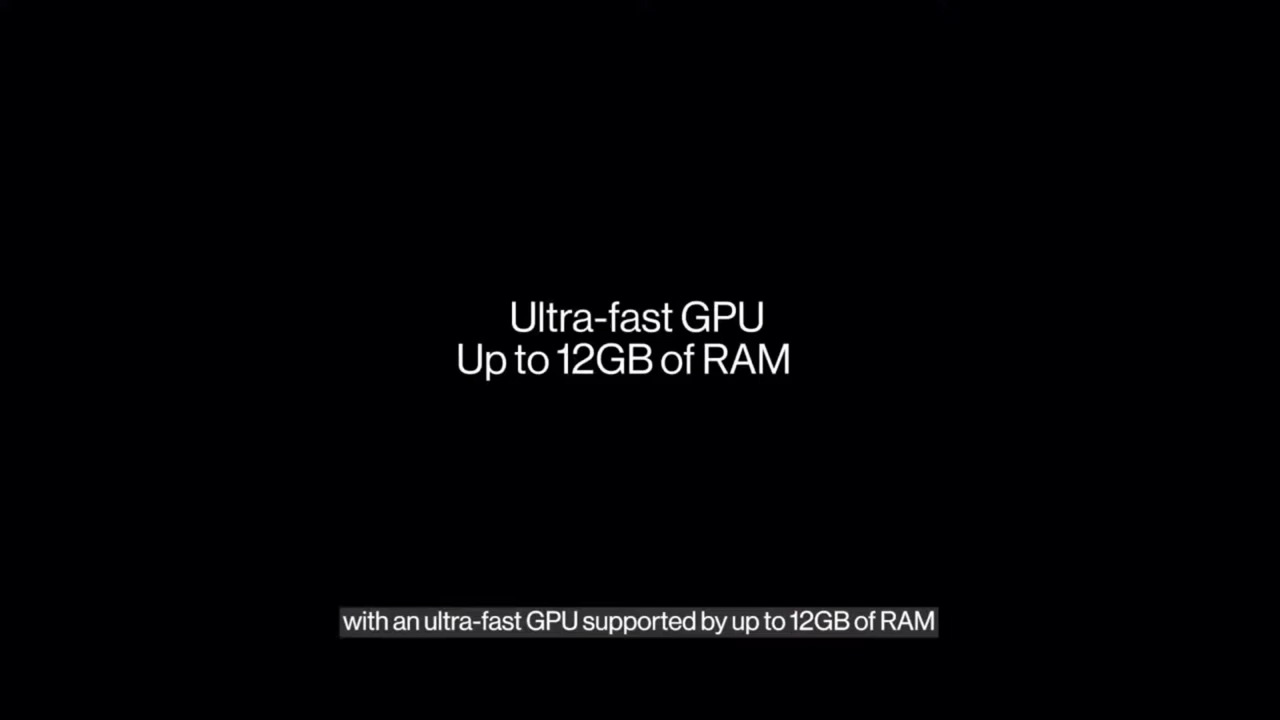 Ultra-fast GPU
Up to 12GB of RAM
with an ultra-fast GPU supported by up to 12GB of RAM